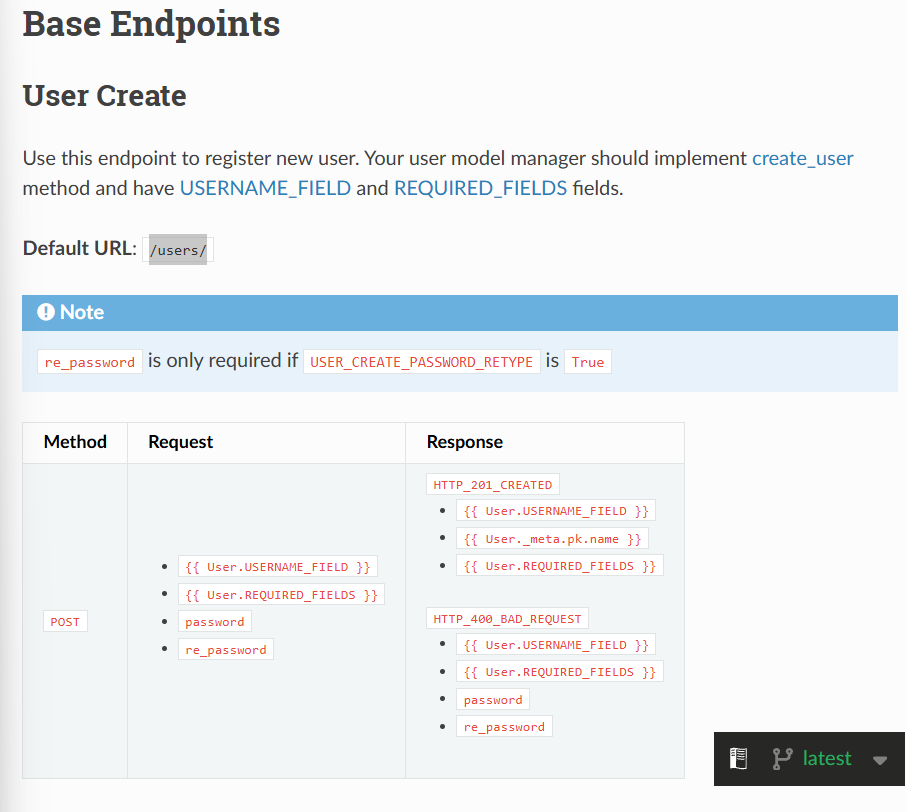 Base Endpoints
User Create
Use this endpoint to register new user. Your user model manager should implement create_user
method and have USERNAME_FIELD and REQUIRED_FIELDS fields.
Default URL: /users/
Note
re_password is only required if USER_CREATE_PASSWORD_RETYPE is True
Method Request Response
POST
{{ User.USERNAME_FIELD }}
{{ User.REQUIRED_FIELDS }}
password
re_password
HTTP_201_CREATED
{{ User.USERNAME_FIELD }}
{{ User._meta.pk.name }}
{{ User.REQUIRED_FIELDS }}
HTTP_400_BAD_REQUEST
{{ User.USERNAME_FIELD }}
{{ User.REQUIRED_FIELDS }}
password
re_password
latest